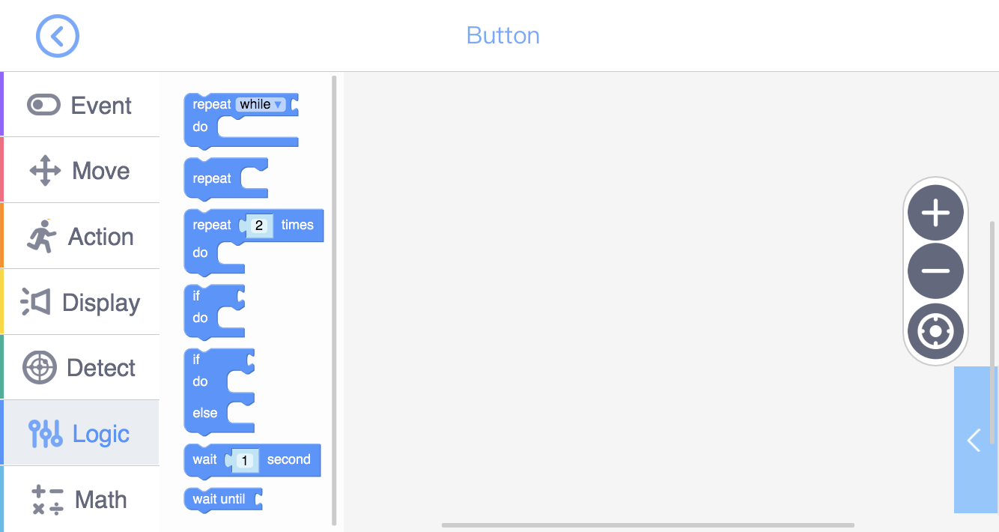 Button
Event
Move
Action
Display
Detect
Logic
Math
repeat while
do
repeat
repeat 2 times
do
if
do
if
do
else
wait 1 second
wait until